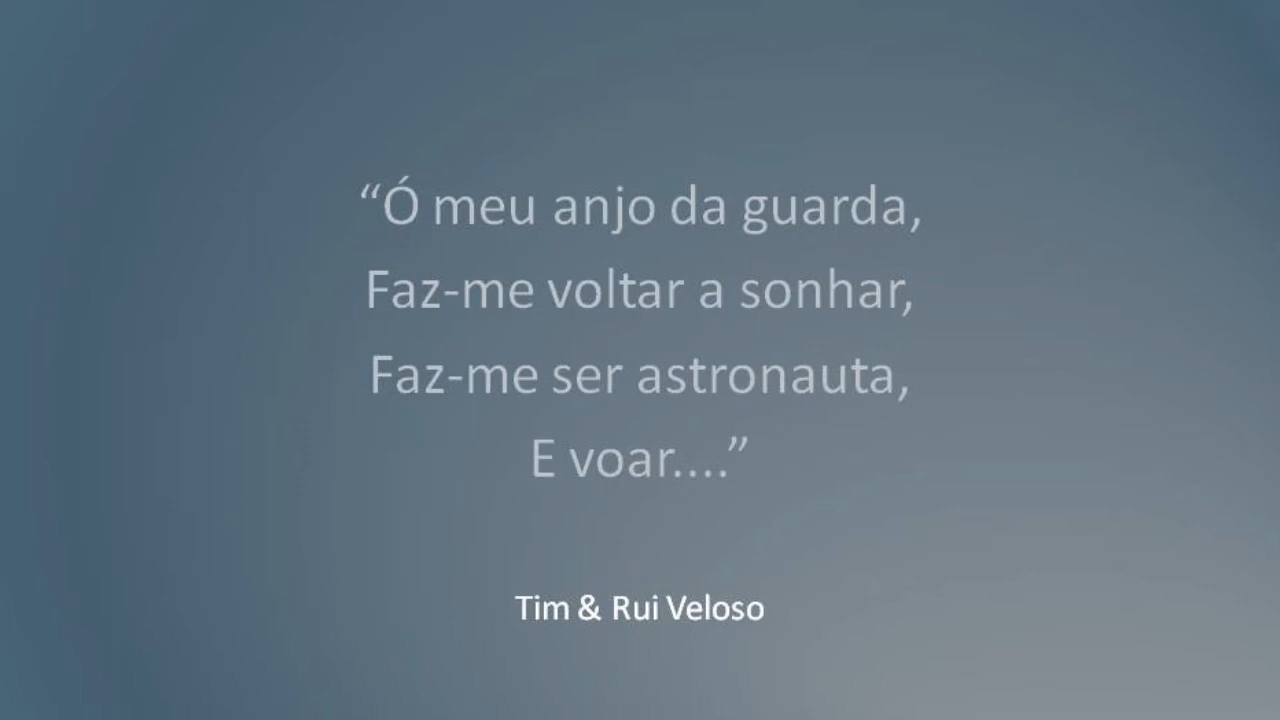 “Ó meu anjo da guarda,
Faz-me voltar a sonhar,
Faz-me ser astronauta,
E voar....”
Tim & Rui Veloso